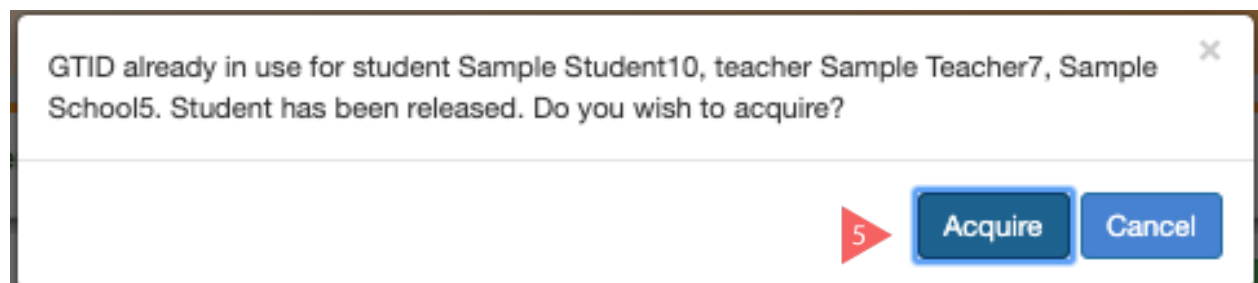 GTID already in use for student Sample Student10, teacher Sample Teacher7, Sample
School5. Student has been released. Do you wish to acquire?
×
5
Acquire
Cancel